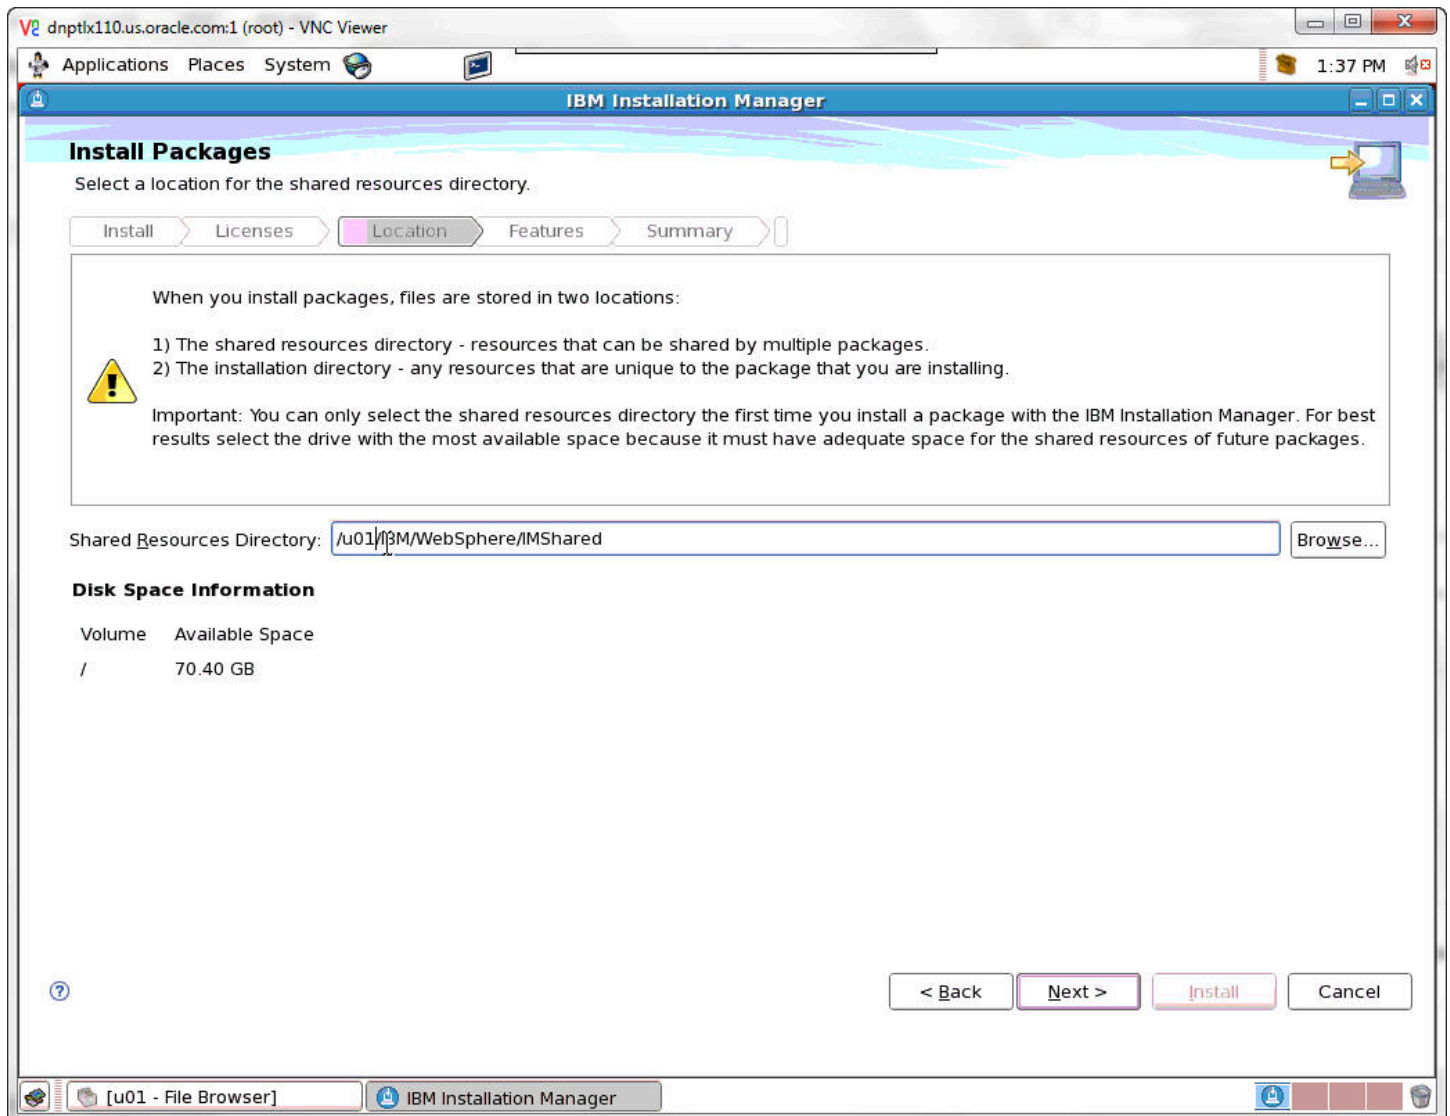 dnptlx110.us.oracle.com:1 (root) - VNC Viewer
Applications Places System 1:37 PM
IBM Installation Manager
Install Packages
Select a location for the shared resources directory.
Install Licenses Location Features Summary
When you install packages, files are stored in two locations:
1) The shared resources directory - resources that can be shared by multiple packages.
2) The installation directory - any resources that are unique to the package that you are installing.
Important: You can only select the shared resources directory the first time you install a package with the IBM Installation Manager. For best
results select the drive with the most available space because it must have adequate space for the shared resources of future packages.
Shared Resources Directory: /u01/IBM/WebSphere/IMShared Browse...
Disk Space Information
Volume Available Space
/ 70.40 GB
< Back Next > Install Cancel
[u01 - File Browser] IBM Installation Manager